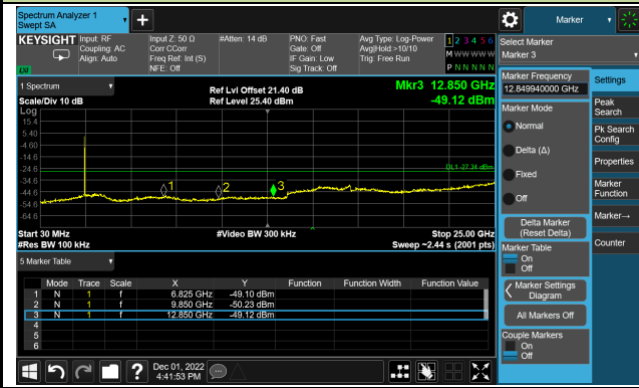 Spectrum Analyzer 1
Swept SA
Marker
KEYSIGHT
Input: RF
Coupling: AC
Align: Auto
Input Z: 50 Ω
Corr CCorr
Freq Ref: Int (S)
NFE: Off
#Atten: 14 dB
PNO: Fast
Gate: Off
IF Gain: Low
Sig Track: Off
Avg Type: Log-Power
Avg|Hold:>10/10
Trig: Free Run
1 2 3 4 5 6
M W W W W W
P N N N N N
Select Marker
Marker 3
1 Spectrum
Scale/Div 10 dB
Ref Lvl Offset 21.40 dB
Ref Level 25.40 dBm
Mkr3 12.850 GHz
-49.12 dBm
Log
15.4
5.40
-4.60
-14.6
-24.6
-34.6
-44.6
-54.6
-64.6
DL1 -27.34 dBm
1
2
3
Start 30 MHz
#Res BW 100 kHz
#Video BW 300 kHz
Stop 25.00 GHz
Sweep ~2.44 s (2001 pts)
5 Marker Table
Mode Trace Scale X Y Function Function Width Function Value
1 N 1 f 6.825 GHz -49.10 dBm
2 N 1 f 9.850 GHz -50.23 dBm
3 N 1 f 12.850 GHz -49.12 dBm
4
5
6
Marker Frequency
12.849940000 GHz
Marker Mode
Normal
Delta (Δ)
Fixed
Off
Delta Marker
(Reset Delta)
Marker Table
On
Off
Marker Settings
Diagram
All Markers Off
Couple Markers
On
Off
Settings
Peak
Search
Pk Search
Config
Properties
Marker
Function
Marker→
Counter
Dec 01, 2022
4:41:53 PM